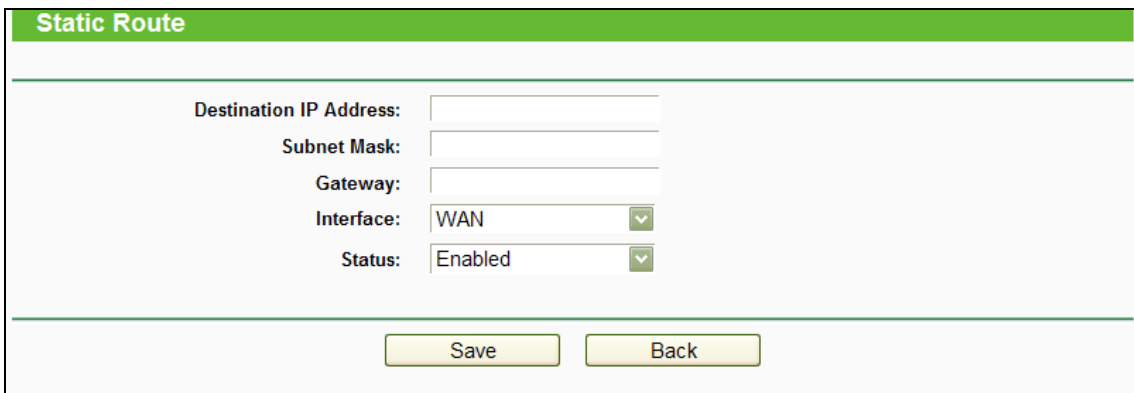 Static Route
Destination IP Address:
Subnet Mask:
Gateway:
Interface: WAN
Status: Enabled
Save Back